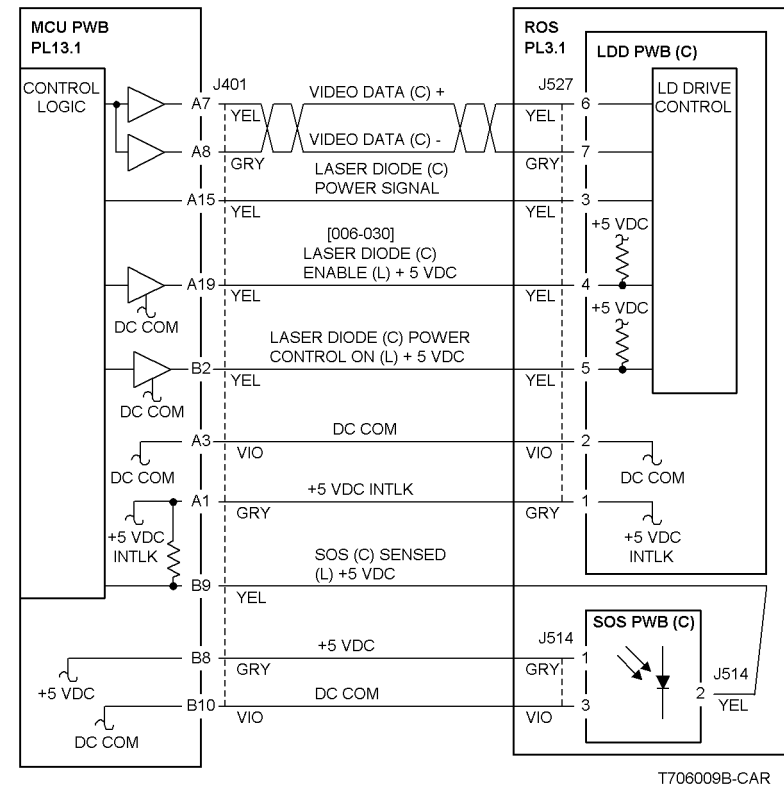 MCU PWB
PL13.1
ROS
PL3.1
LDD PWB (C)
CONTROL
LOGIC
J401
J527
LD DRIVE
CONTROL
A7
YEL
VIDEO DATA (C) +
YEL
6
A8
GRY
VIDEO DATA (C) -
GRY
7
LASER DIODE (C)
POWER SIGNAL
A15
YEL
YEL
3
+5 VDC
[006-030]
LASER DIODE (C)
ENABLE (L) + 5 VDC
A19
YEL
YEL
4
DC COM
+5 VDC
LASER DIODE (C) POWER
CONTROL ON (L) + 5 VDC
B2
YEL
YEL
5
DC COM
A3
VIO
DC COM
VIO
2
DC COM
DC COM
A1
GRY
+5 VDC INTLK
GRY
1
+5 VDC
INTLK
+5 VDC
INTLK
SOS (C) SENSED
(L) +5 VDC
B9
YEL
SOS PWB (C)
J514
B8
GRY
+5 VDC
GRY
1
+5 VDC
J514
2
YEL
B10
VIO
DC COM
VIO
3
DC COM
T706009B-CAR